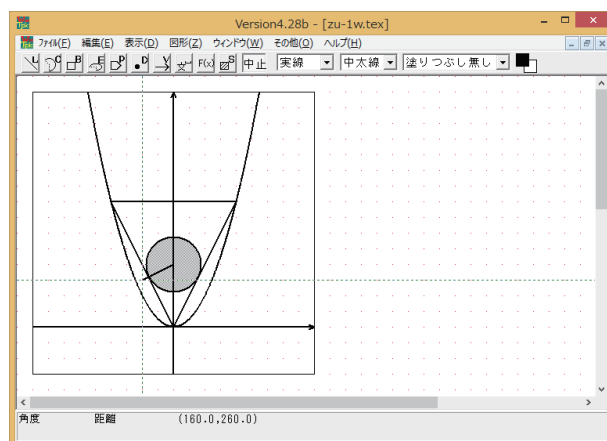 Version4.28b - [zu-1w.tex]
ファイル(F) 編集(E) 表示(D) 図形(Z) ウィンドウ(W) その他(O) ヘルプ(H)
L C B E P D V 文 F(x) S 中止 実線 中太線 塗りつぶし無し
角度 距離 (160.0,260.0)